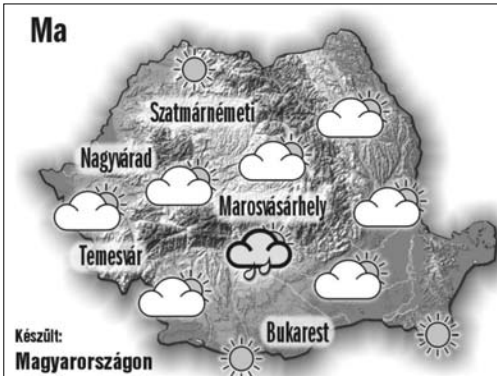 Ma
Szatmárnémeti
Nagyvárad
Marosvásárhely
Temesvár
Bukarest
Készült:
Magyarországon